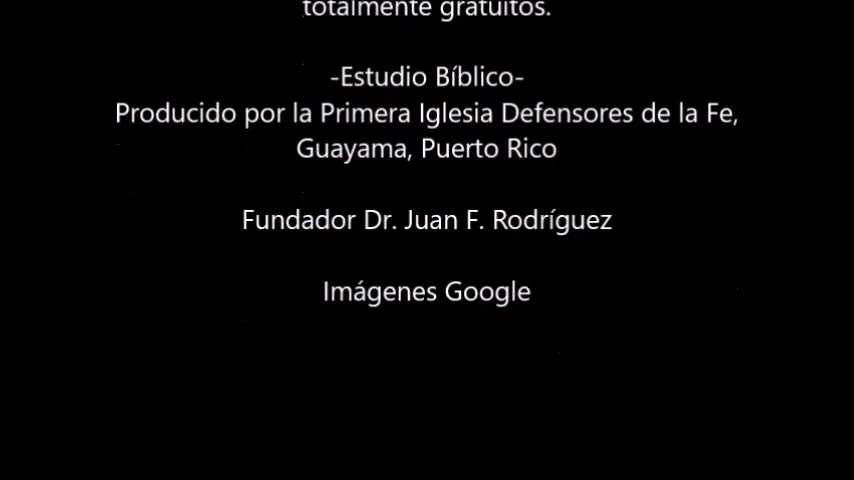 totalmente gratuitos.
-Estudio Bíblico-
Producido por la Primera Iglesia Defensores de la Fe,
Guayama, Puerto Rico
Fundador Dr. Juan F. Rodríguez
Imágenes Google